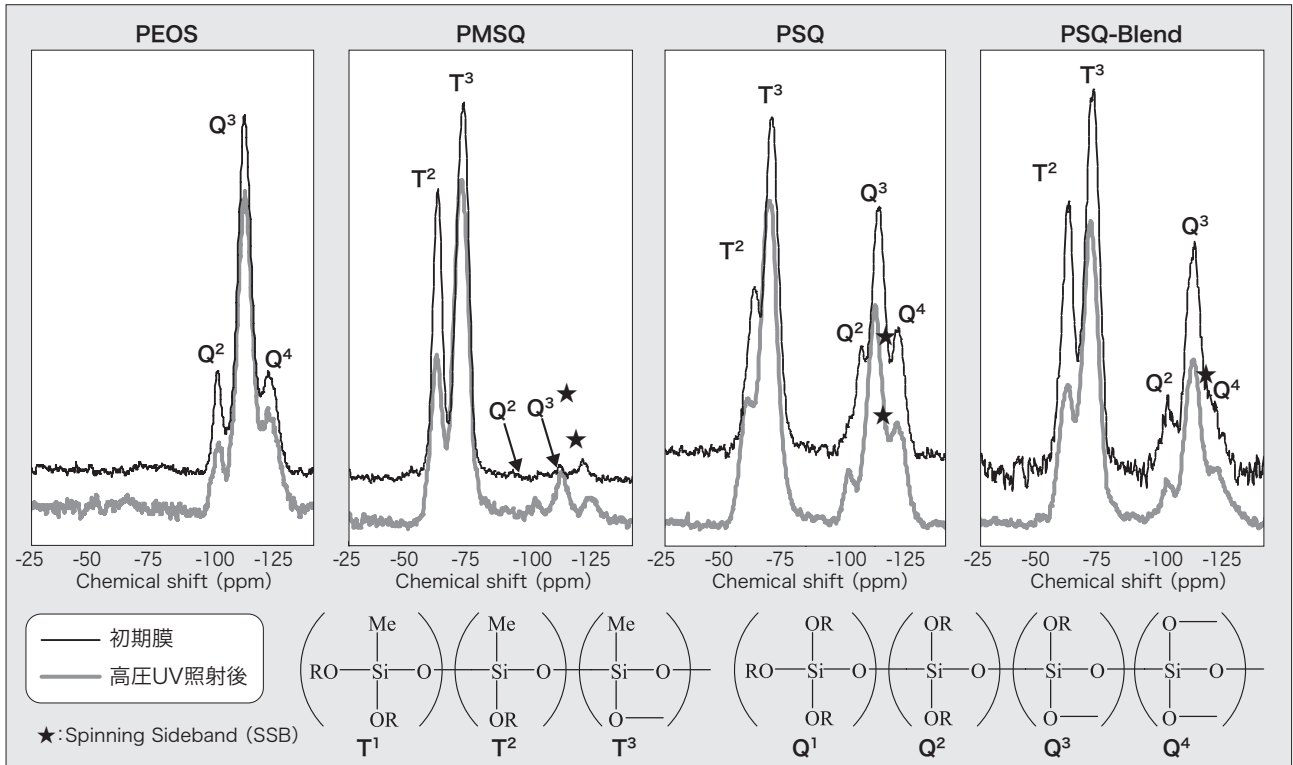 PEOS
Q³
Q²
Q⁴
-25 -50 -75 -100 -125
Chemical shift (ppm)
PMSQ
T³
T²
Q² Q³ ★
★
-25 -50 -75 -100 -125
Chemical shift (ppm)
PSQ
T³
T²
Q³
Q² ★ Q⁴
★
-25 -50 -75 -100 -125
Chemical shift (ppm)
PSQ-Blend
T³
T²
Q³
Q² ★ Q⁴
-25 -50 -75 -100 -125
Chemical shift (ppm)
初期膜
高圧UV照射後
★:Spinning Sideband (SSB)
Me Me Me OR OR OR O
RO Si O Si O Si O RO Si O Si O Si O Si O
OR OR O OR OR O O
T¹ T² T³ Q¹ Q² Q³ Q⁴